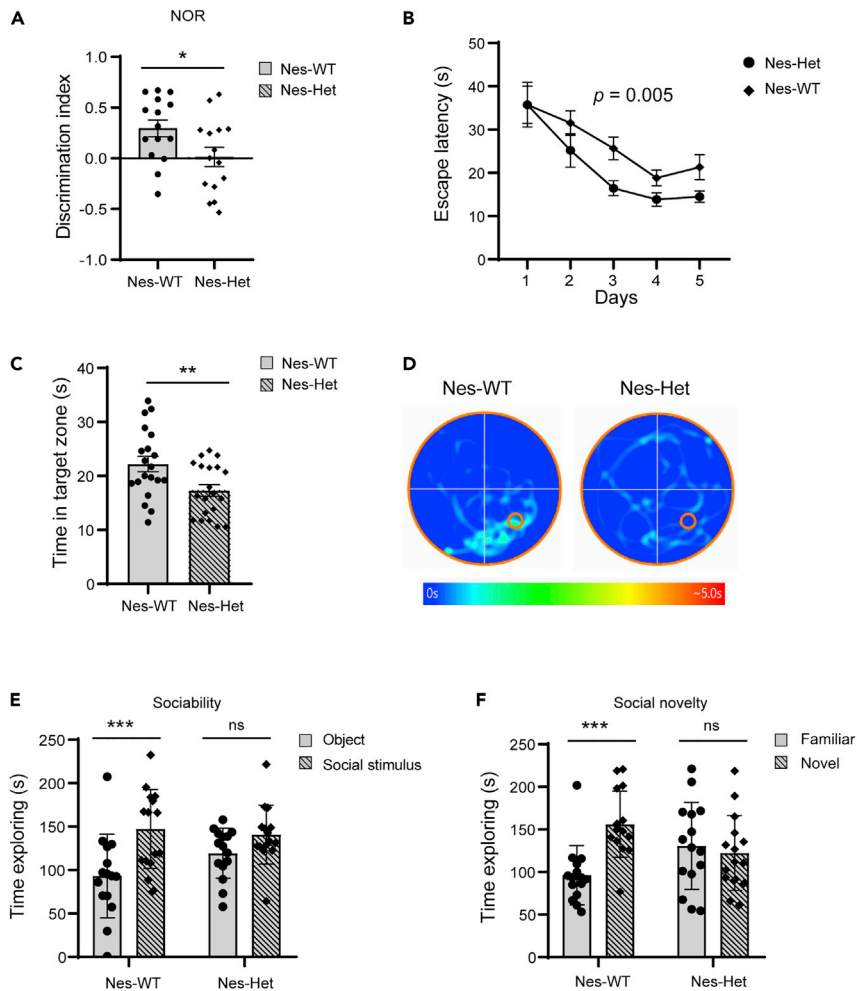 A
NOR
*
Discrimination index
1.0
0.5
0.0
-0.5
-1.0
Nes-WT
Nes-Het
Nes-WT
Nes-Het
B
Escape latency (s)
50
40
30
20
10
0
p = 0.005
1 2 3 4 5
Days
Nes-Het
Nes-WT
C
Time in target zone (s)
40
30
20
10
0
**
Nes-WT
Nes-Het
Nes-WT
Nes-Het
D
Nes-WT
Nes-Het
0s
~5.0s
E
Sociability
Time exploring (s)
250
200
150
100
50
0
***
ns
Object
Social stimulus
Nes-WT
Nes-Het
F
Social novelty
Time exploring (s)
250
200
150
100
50
0
***
ns
Familiar
Novel
Nes-WT
Nes-Het